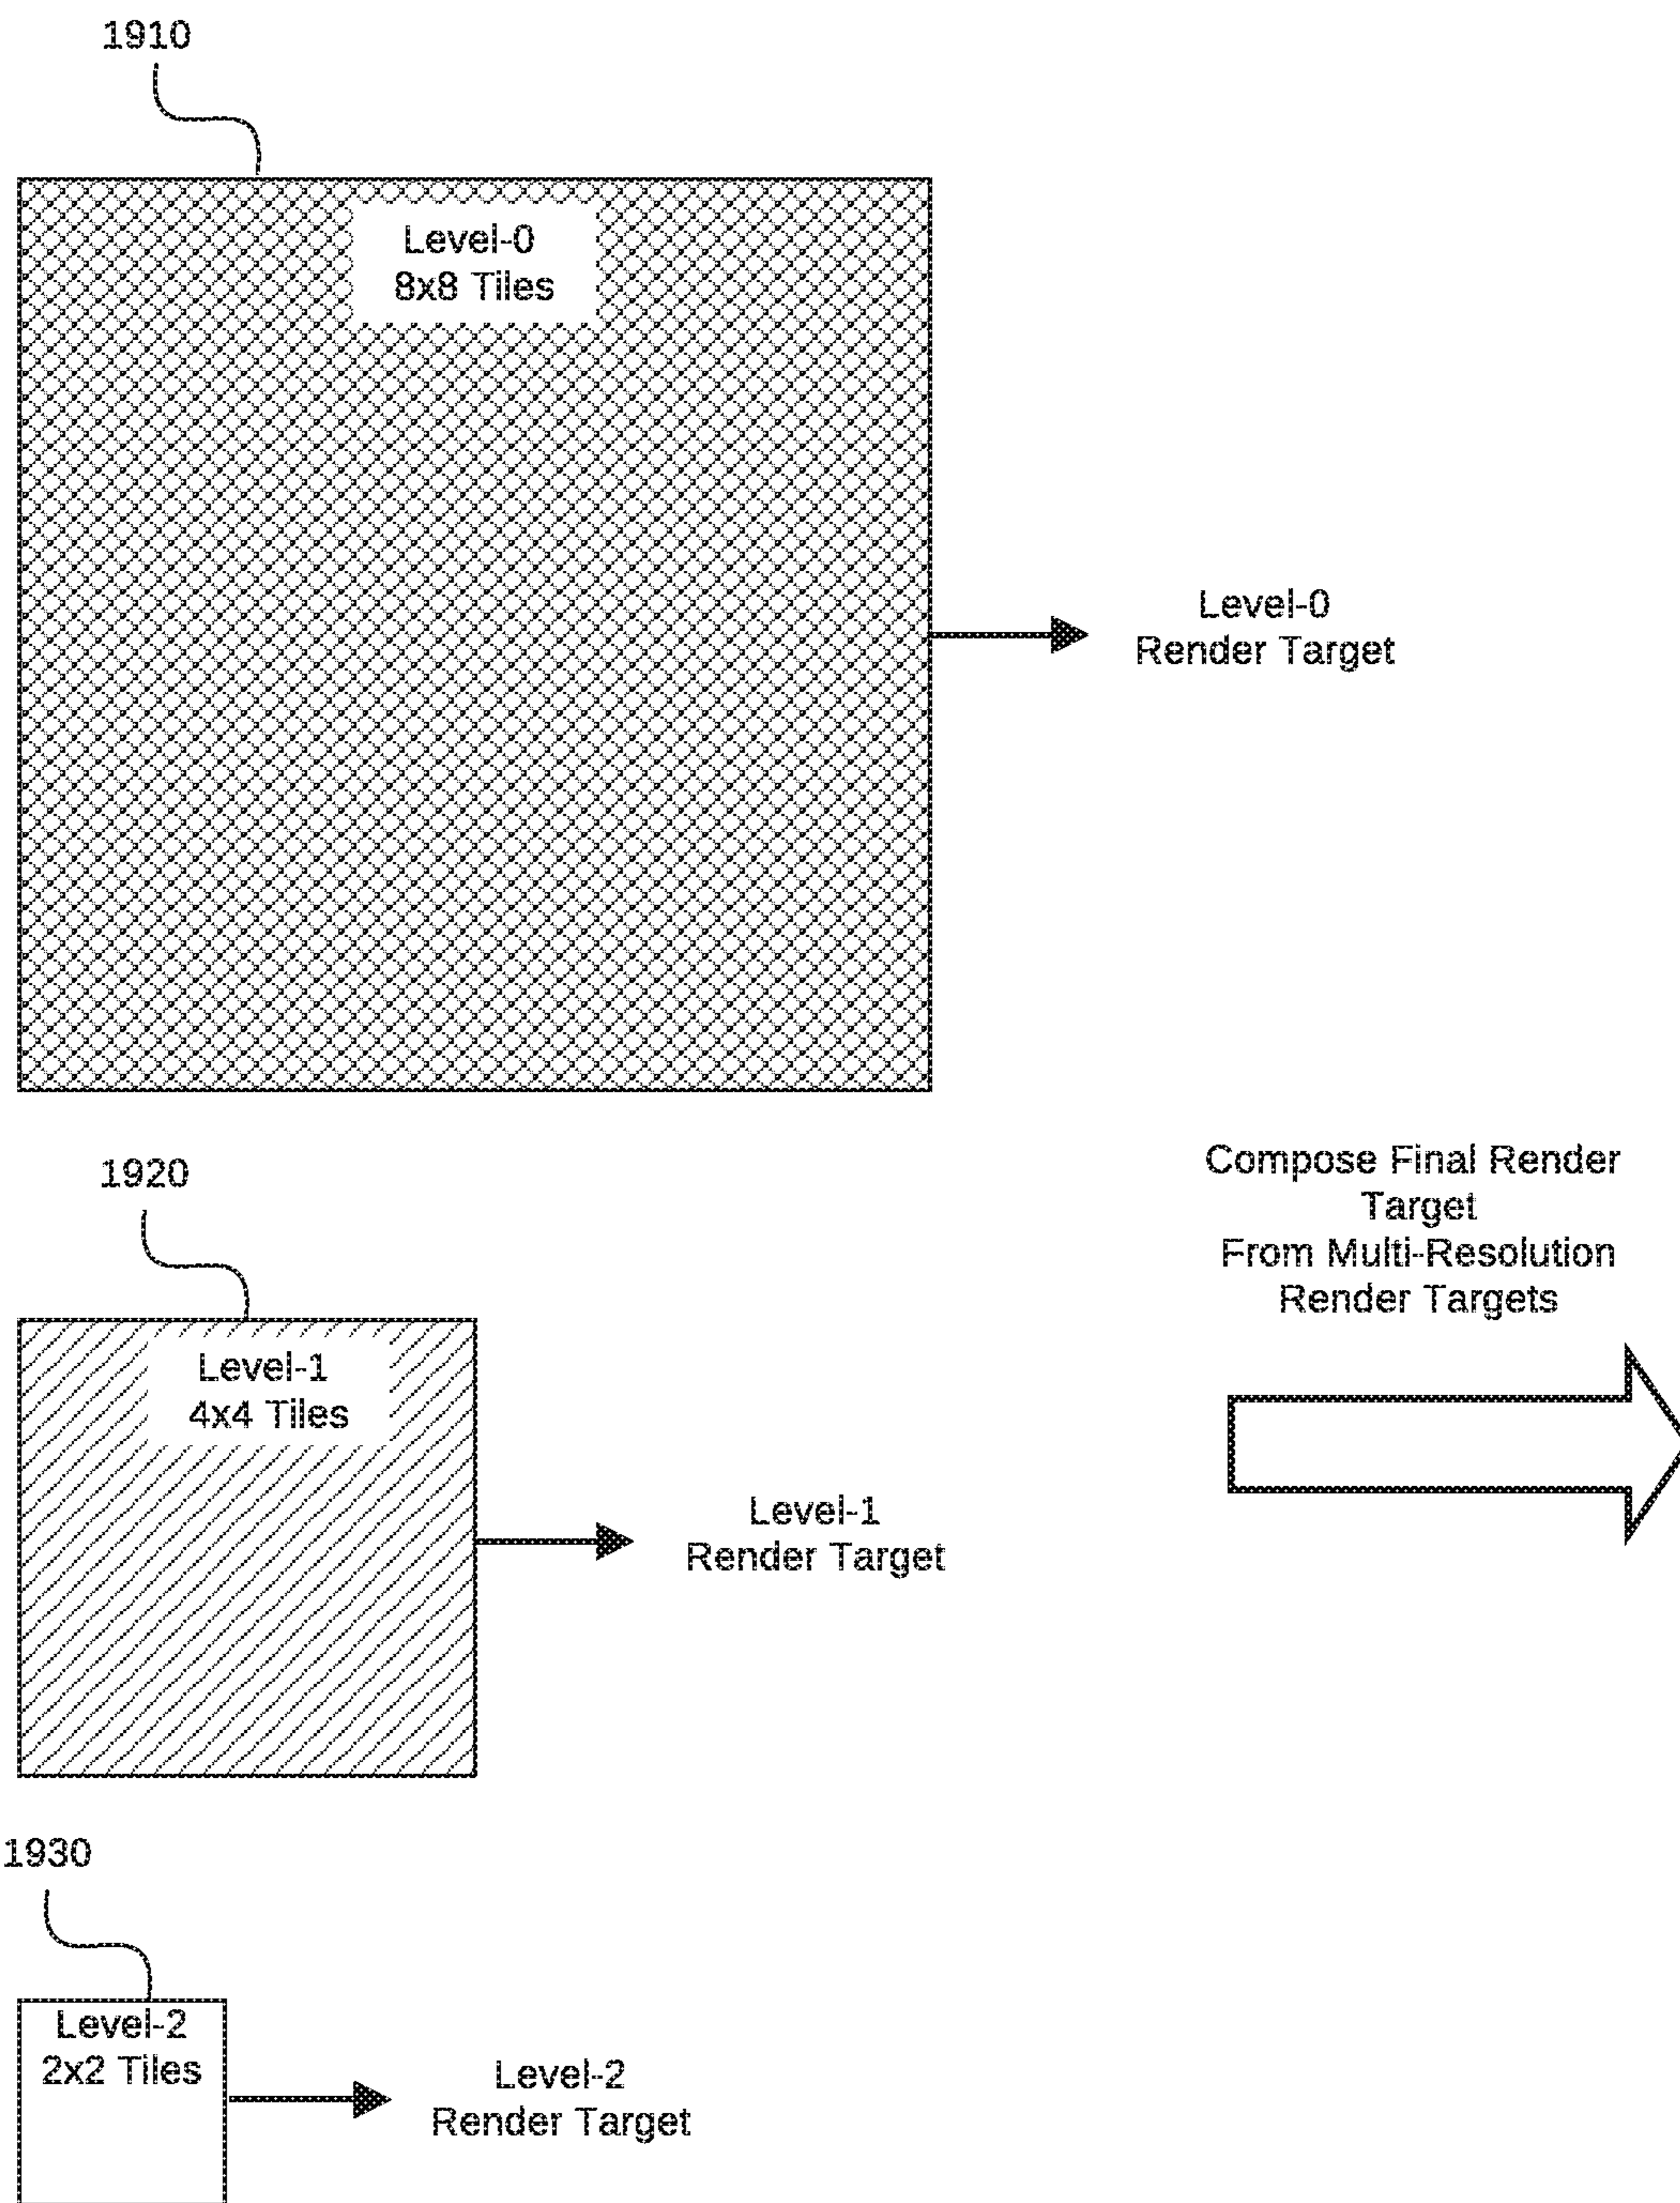 1910
Level-0
8x8 Tiles
Level-0
Render Target
1920
Compose Final Render
Target
From Multi-Resolution
Render Targets
Level-1
4x4 Tiles
Level-1
Render Target
1930
Level-2
2x2 Tiles
Level-2
Render Target